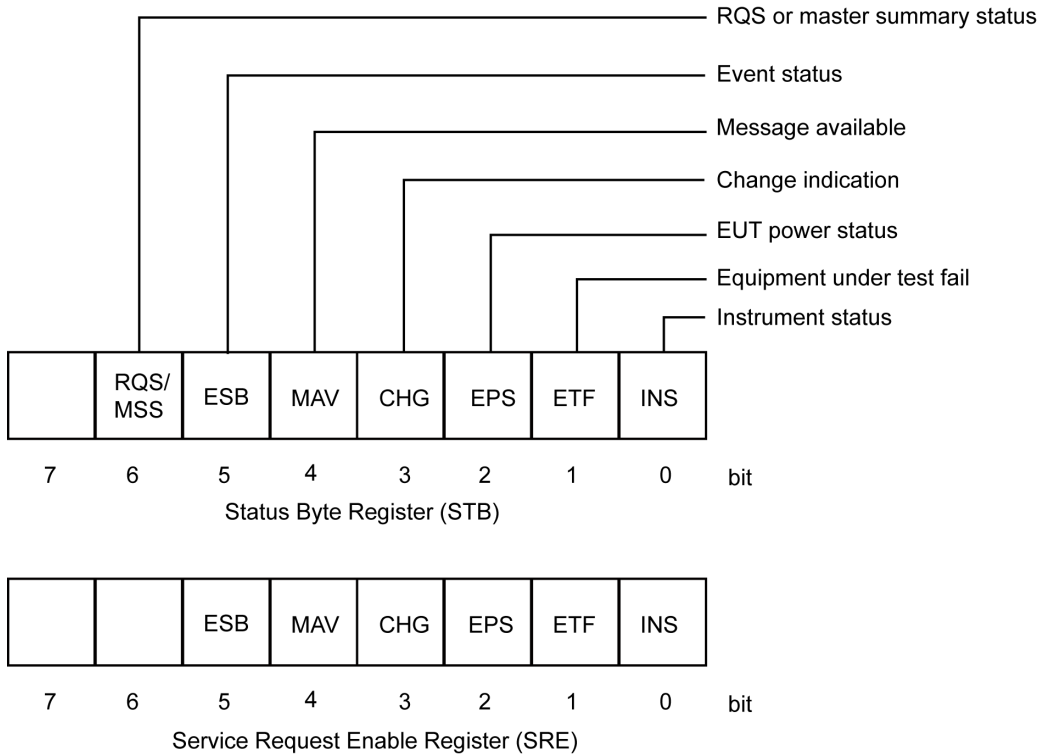 RQS or master summary status
Event status
Message available
Change indication
EUT power status
Equipment under test fail
Instrument status
RQS/
MSS
ESB
MAV
CHG
EPS
ETF
INS
7 6 5 4 3 2 1 0 bit
Status Byte Register (STB)
ESB MAV CHG EPS ETF INS
7 6 5 4 3 2 1 0 bit
Service Request Enable Register (SRE)